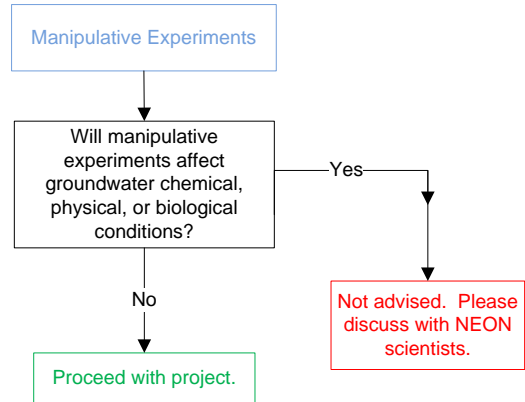 Manipulative Experiments
Will manipulative
experiments affect
groundwater chemical,
physical, or biological
conditions?
Yes
No
Not advised.  Please
discuss with NEON
scientists.
Proceed with project.